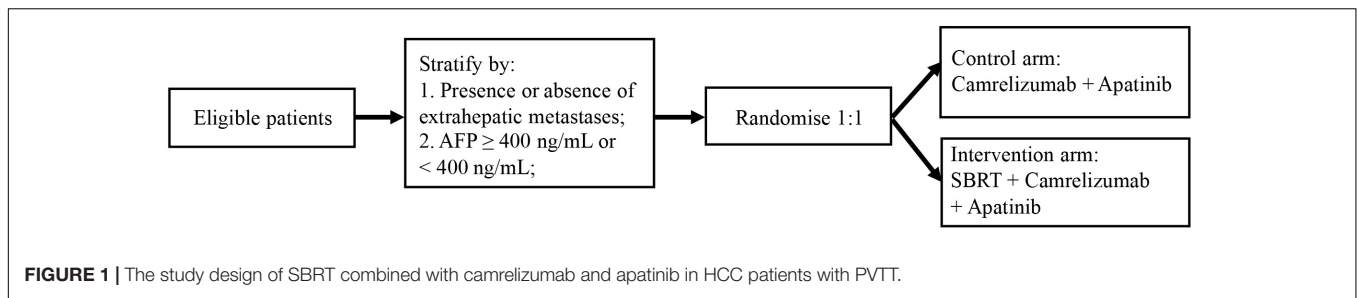 Eligible patients
Stratify by:
1. Presence or absence of
extrahepatic metastases;
2. AFP ≥ 400 ng/mL or
< 400 ng/mL;
Randomise 1:1
Control arm:
Camrelizumab + Apatinib
Intervention arm:
SBRT + Camrelizumab
+ Apatinib
FIGURE 1 | The study design of SBRT combined with camrelizumab and apatinib in HCC patients with PVTT.